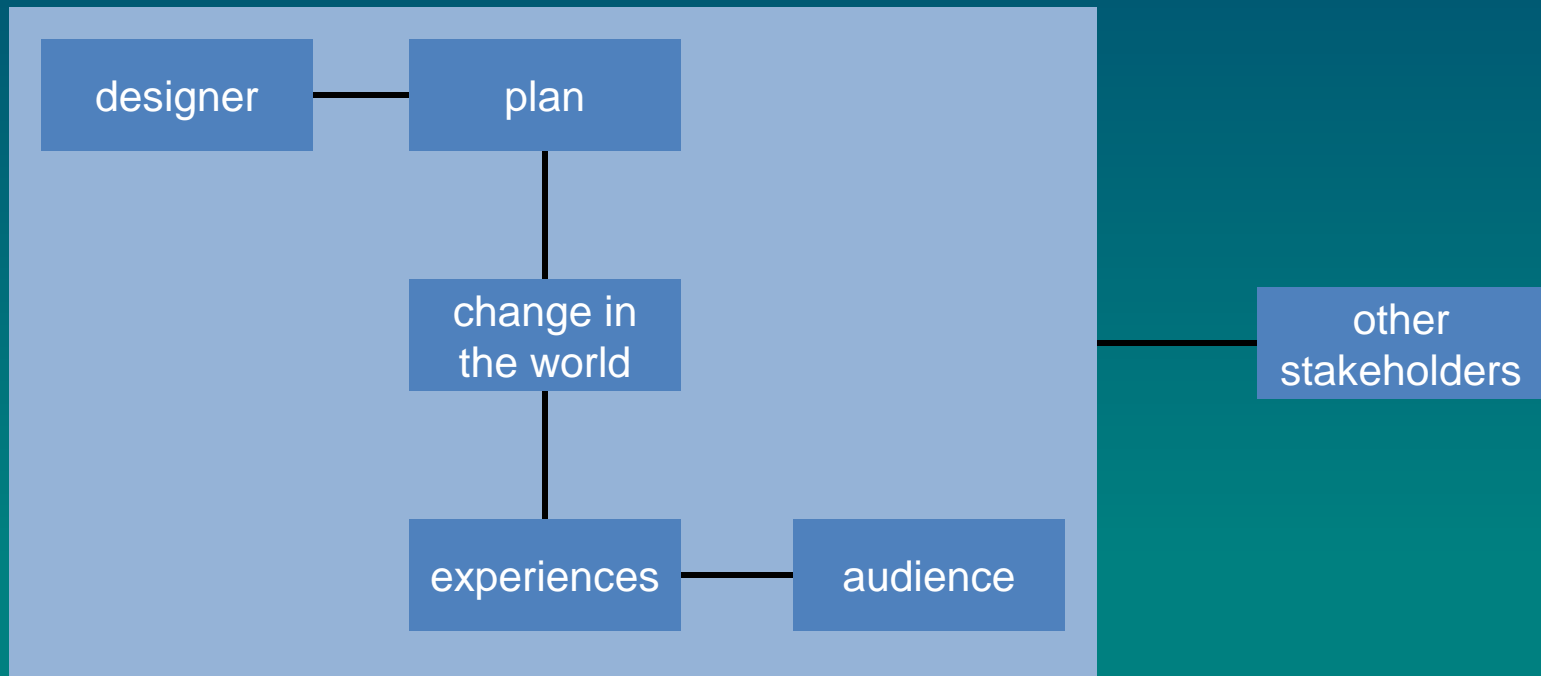 designer
plan
change in
the world
other
stakeholders
experiences
audience